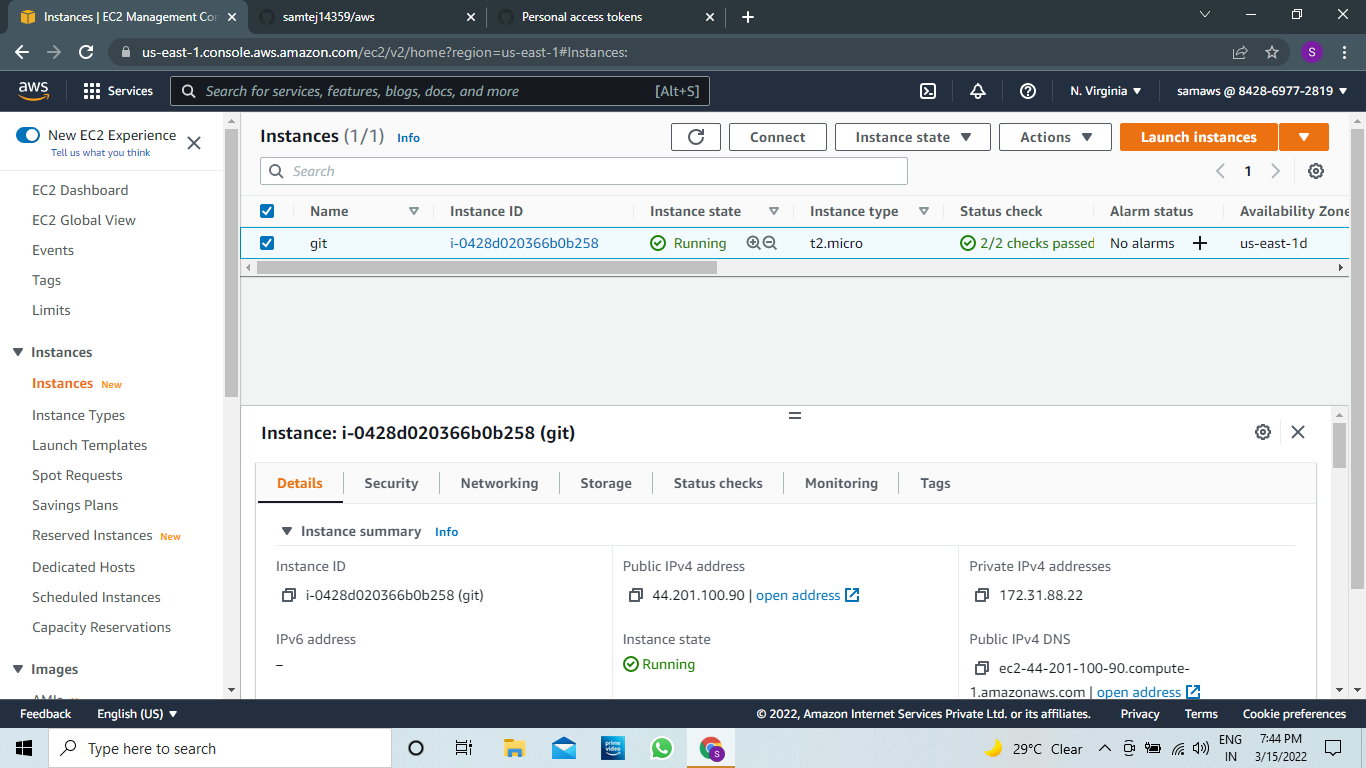 Instances | EC2 Management Con
samtej14359/aws
Personal access tokens
us-east-1.console.aws.amazon.com/ec2/v2/home?region=us-east-1#Instances:
S
aws
Services
Search for services, features, blogs, docs, and more
[Alt+S]
N. Virginia
samaws @ 8428-6977-2819
New EC2 Experience
Tell us what you think
EC2 Dashboard
EC2 Global View
Events
Tags
Limits
Instances
Instances New
Instance Types
Launch Templates
Spot Requests
Savings Plans
Reserved Instances New
Dedicated Hosts
Scheduled Instances
Capacity Reservations
Images
Instances (1/1) Info
Connect
Instance state
Actions
Launch instances
Search
1
Name
Instance ID
Instance state
Instance type
Status check
Alarm status
Availability Zone
git
i-0428d020366b0b258
Running
t2.micro
2/2 checks passed
No alarms
us-east-1d
Instance: i-0428d020366b0b258 (git)
Details
Security
Networking
Storage
Status checks
Monitoring
Tags
Instance summary Info
Instance ID
i-0428d020366b0b258 (git)
Public IPv4 address
44.201.100.90 | open address
Private IPv4 addresses
172.31.88.22
IPv6 address
–
Instance state
Running
Public IPv4 DNS
ec2-44-201-100-90.compute-
1.amazonaws.com | open address
Feedback
English (US)
© 2022, Amazon Internet Services Private Ltd. or its affiliates.
Privacy
Terms
Cookie preferences
Type here to search
prime video
S
29°C Clear
ENG
IN
7:44 PM
3/15/2022